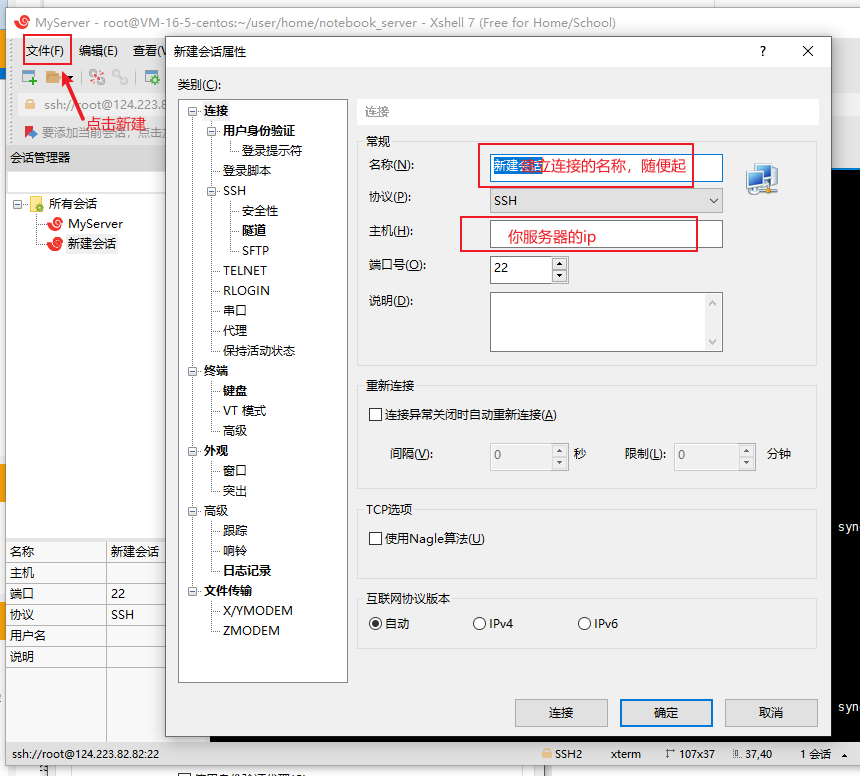 MyServer - root@VM-16-5-centos:~/user/home/notebook_server - Xshell 7 (Free for Home/School)
文件(F) 编辑(E) 查看(V
ssh://root@124.223.8
点击新建
要添加当前会话，点击
会话管理器
所有会话
MyServer
新建会话
名称 新建会话
主机
端口 22
协议 SSH
用户名
说明
新建会话属性
?
类别(C):
连接
用户身份验证
登录提示符
登录脚本
SSH
安全性
隧道
SFTP
TELNET
RLOGIN
串口
代理
保持活动状态
终端
键盘
VT 模式
高级
外观
窗口
突出
高级
跟踪
响铃
日志记录
文件传输
X/YMODEM
ZMODEM
连接
常规
名称(N): 新建会话
立连接的名称，随便起
协议(P): SSH
主机(H): 你服务器的ip
端口号(O): 22
说明(D):
重新连接
连接异常关闭时自动重新连接(A)
间隔(V): 0 秒 限制(L): 0 分钟
TCP选项
使用Nagle算法(U)
互联网协议版本
自动 IPv4 IPv6
连接 确定 取消
syn
syn
ssh://root@124.223.82.82:22 SSH2 xterm 107x37 37,40 1 会话